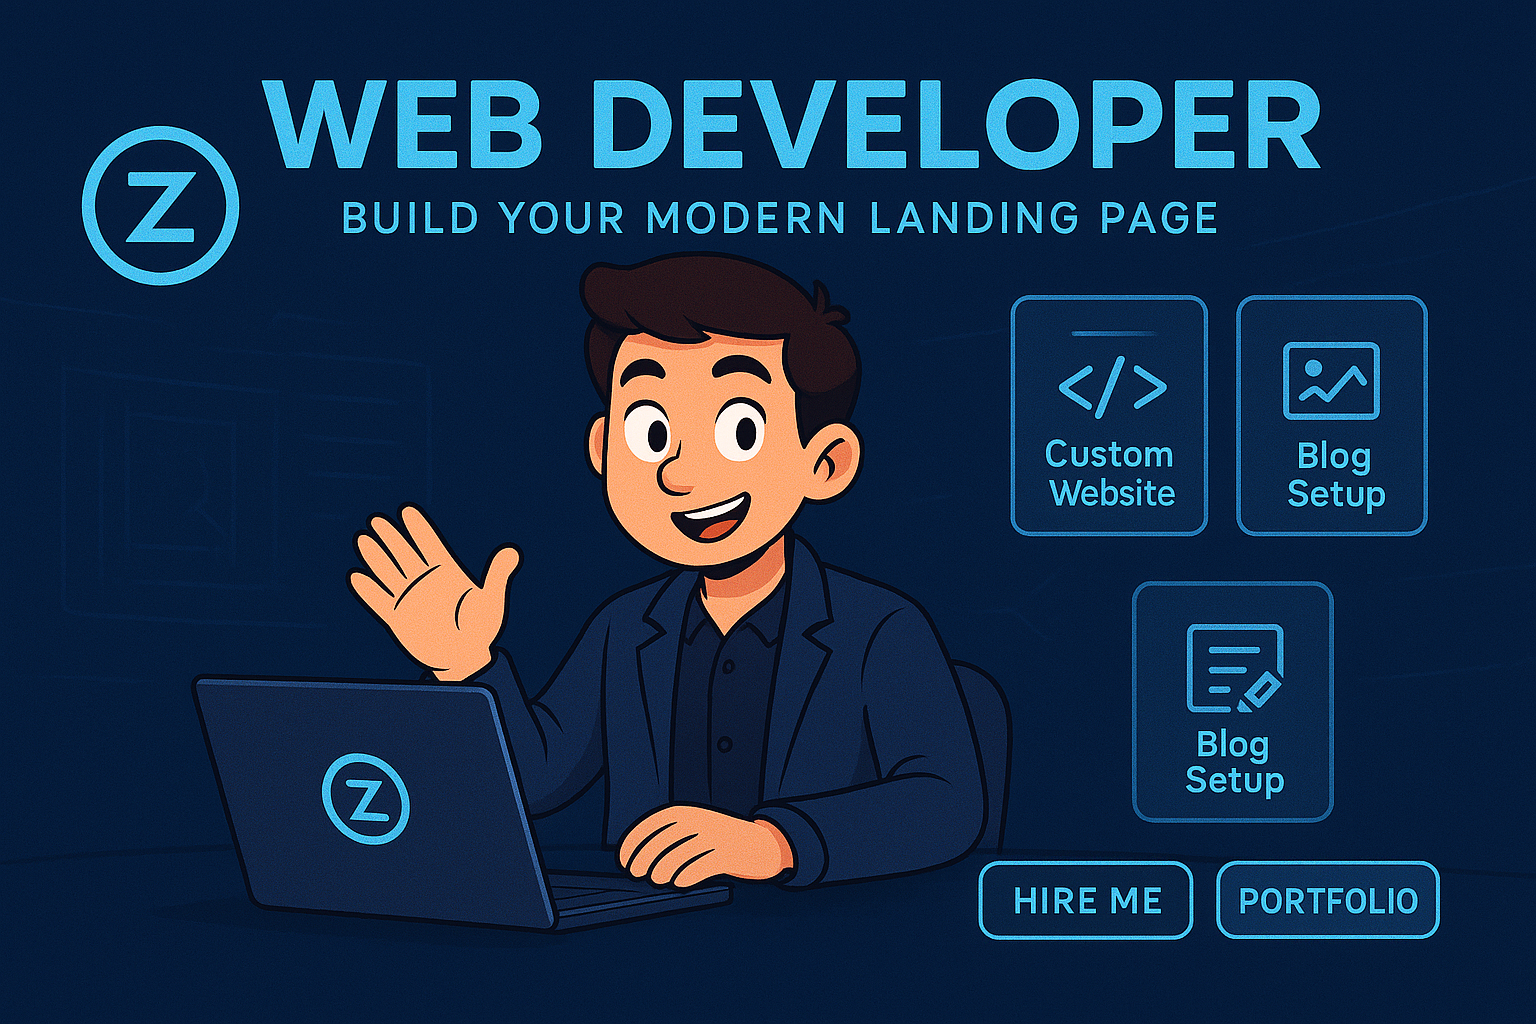 WEB DEVELOPER
Z
BUILD YOUR MODERN LANDING PAGE
</>
Custom
Website
Blog
Setup
Blog
Setup
Z
HIRE ME
PORTFOLIO